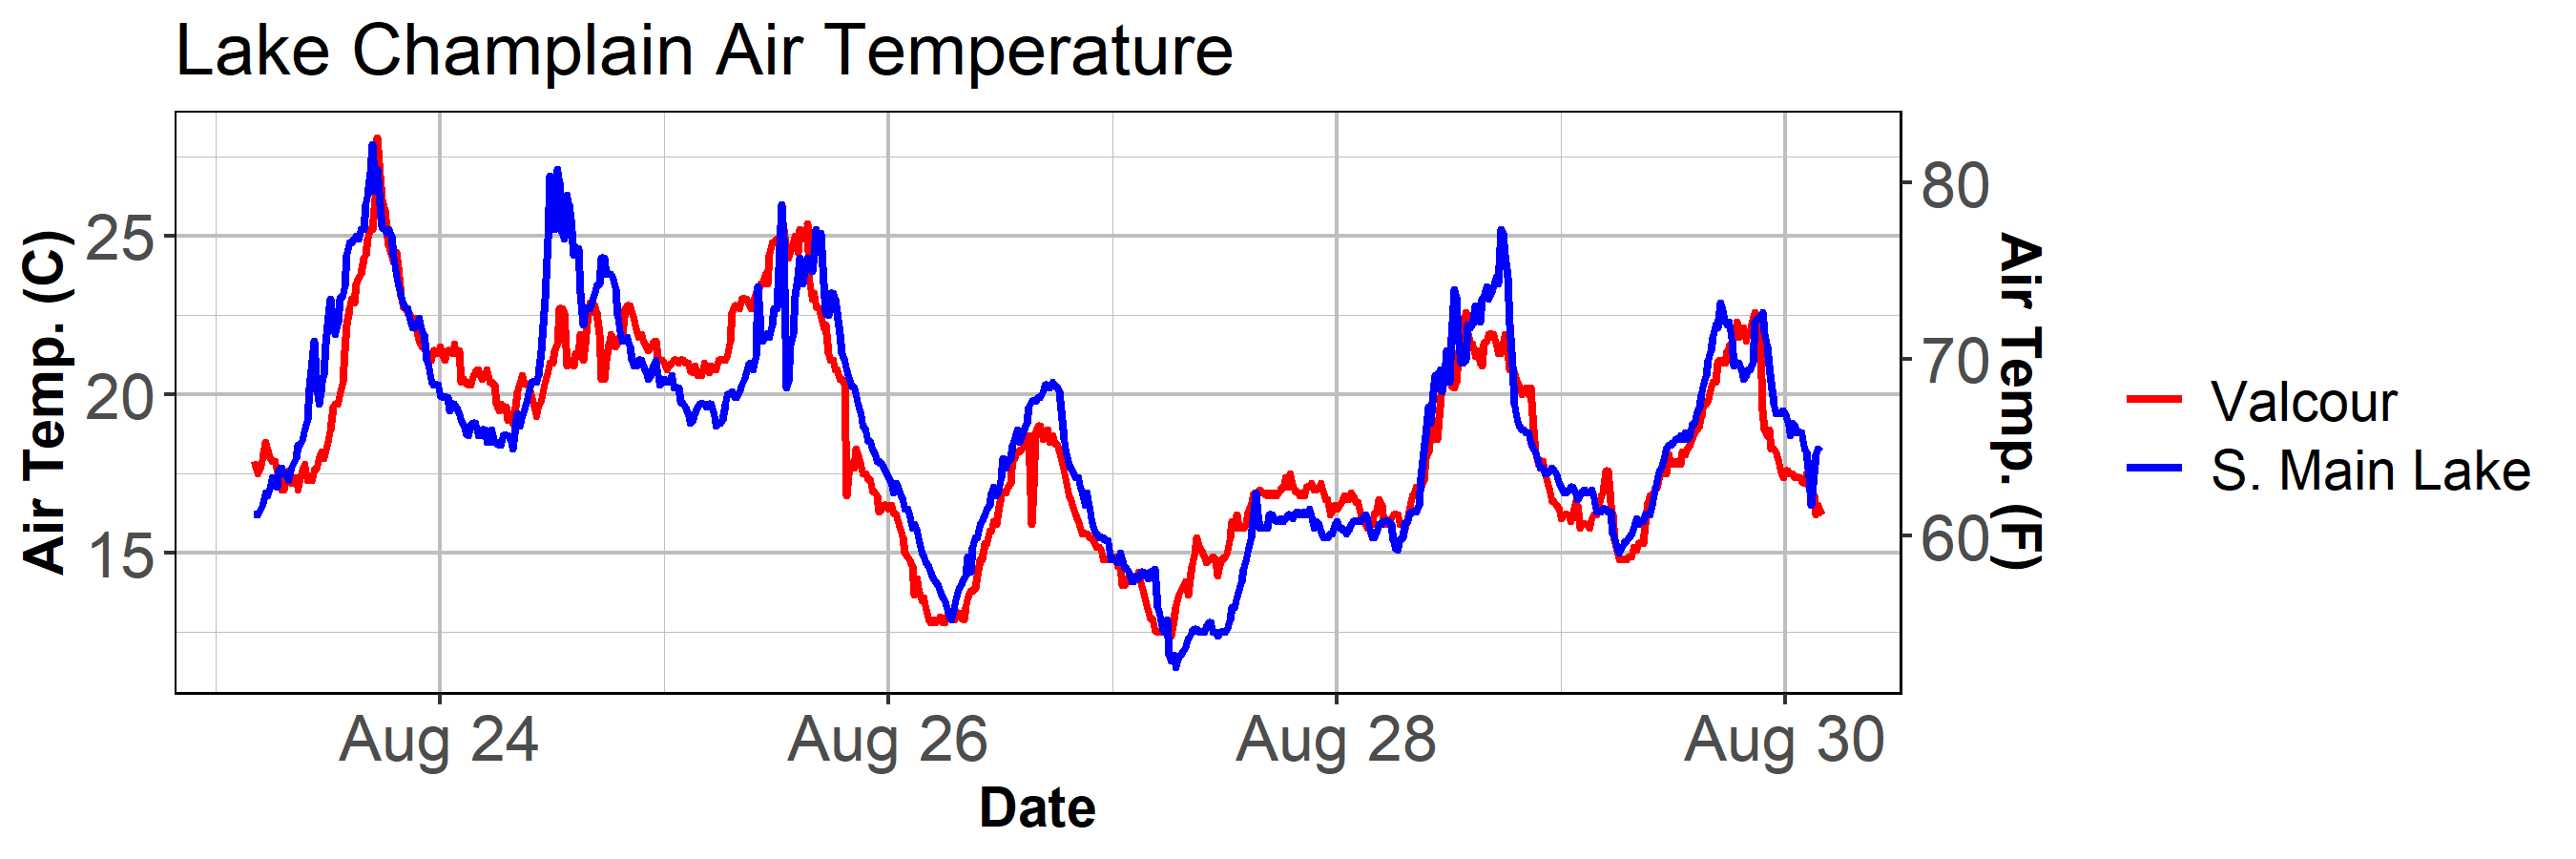 Lake Champlain Air Temperature
Air Temp. (C)
25
20
15
80
70
60
Air Temp. (F)
Valcour
S. Main Lake
Aug 24
Aug 26
Aug 28
Aug 30
Date